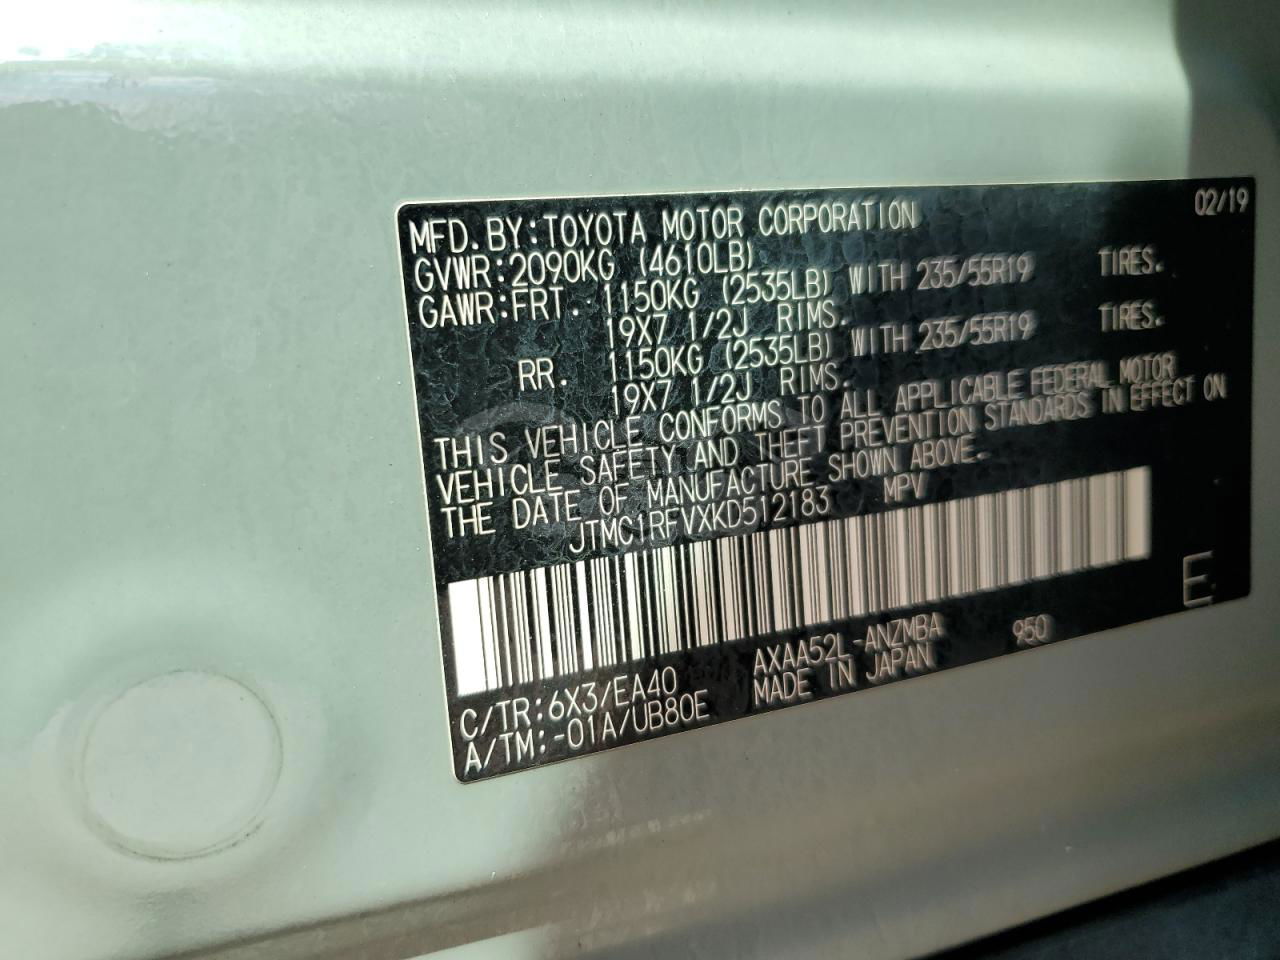 02/19
MFD. BY: TOYOTA MOTOR CORPORATION
GVWR: 2090KG (4610LB)
GAWR: FRT. 1150KG (2535LB) WITH 235/55R19 TIRES.
19X7 1/2J RIMS.
RR. 1150KG (2535LB) WITH 235/55R19 TIRES.
19X7 1/2J RIMS.
THIS VEHICLE CONFORMS TO ALL APPLICABLE FEDERAL MOTOR
VEHICLE SAFETY AND THEFT PREVENTION STANDARDS IN EFFECT ON
THE DATE OF MANUFACTURE SHOWN ABOVE.
JTMC1RFVXKD512183 MPV
E
C/TR: 6X3/EA40 AXAA52L-ANZMBA 950
A/TM: -01A/UB80E MADE IN JAPAN